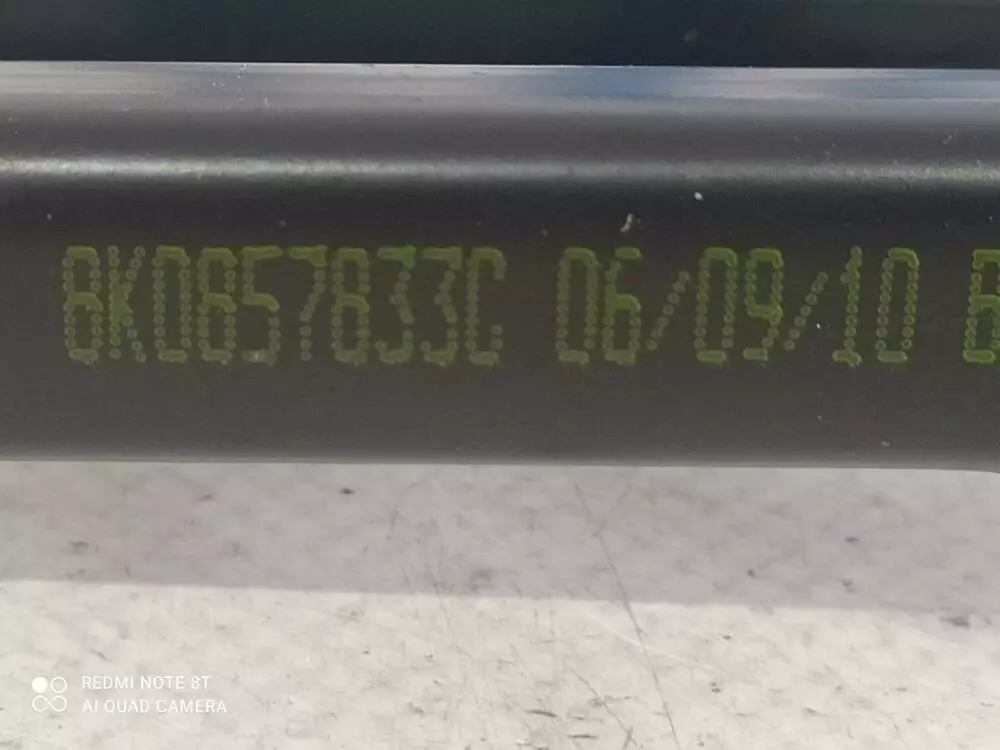 8K0857833C 06/09/10
REDMI NOTE 8T
AI QUAD CAMERA